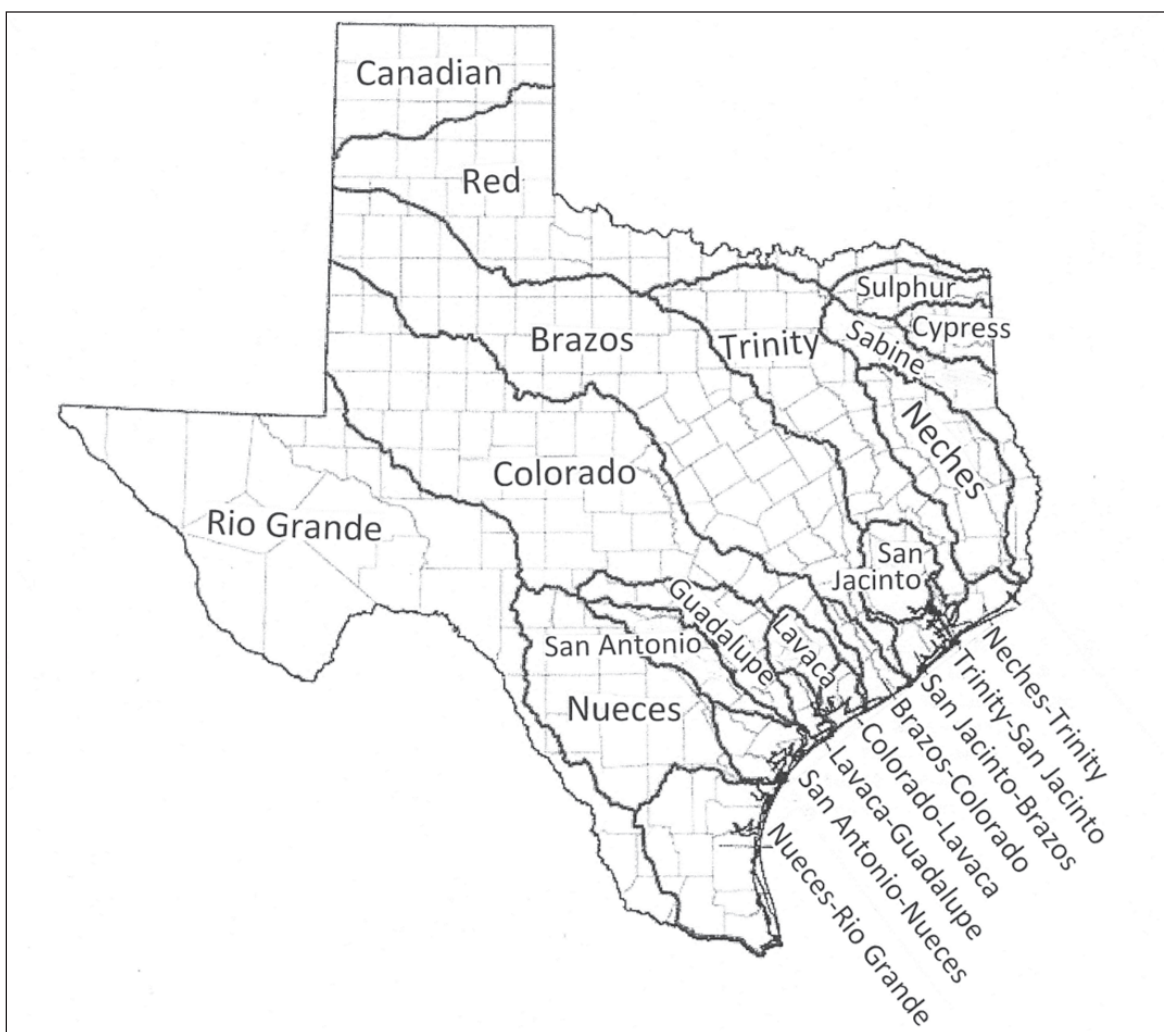 Canadian
Red
Sulphur
Cypress
Brazos
Trinity
Sabine
Neches
Colorado
Rio Grande
San
Jacinto
Guadalupe
San Antonio
Lavaca
Nueces
Neches-Trinity
Trinity-San Jacinto
San Jacinto-Brazos
Brazos-Colorado
Colorado-Lavaca
Lavaca-Guadalupe
San Antonio-Nueces
Nueces-Rio Grande